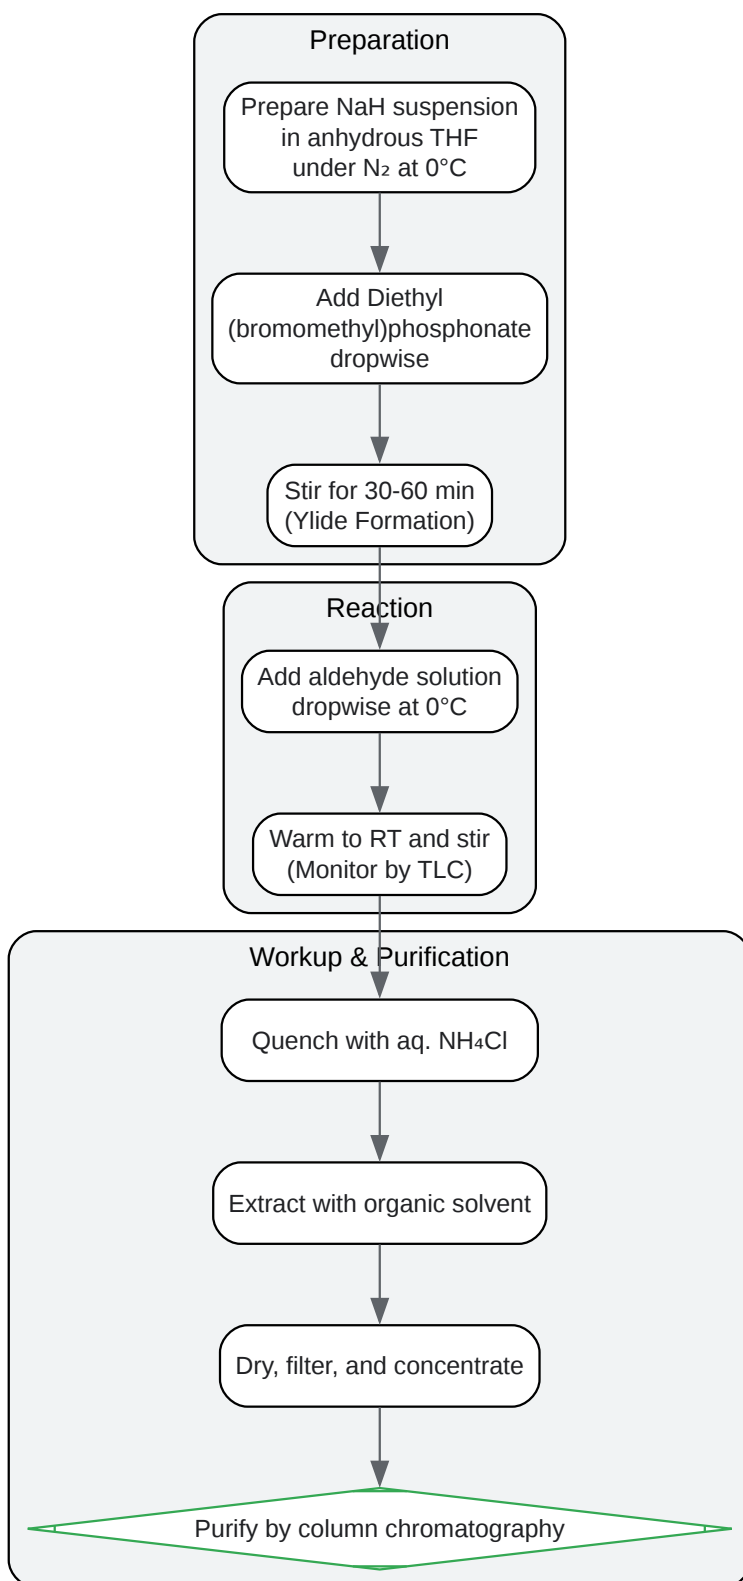 Preparation
Prepare NaH suspension
in anhydrous THF
under N₂ at 0°C
Add Diethyl
(bromomethyl)phosphonate
dropwise
Stir for 30-60 min
(Ylide Formation)
Reaction
Add aldehyde solution
dropwise at 0°C
Warm to RT and stir
(Monitor by TLC)
Workup & Purification
Quench with aq. NH₄Cl
Extract with organic solvent
Dry, filter, and concentrate
Purify by column chromatography